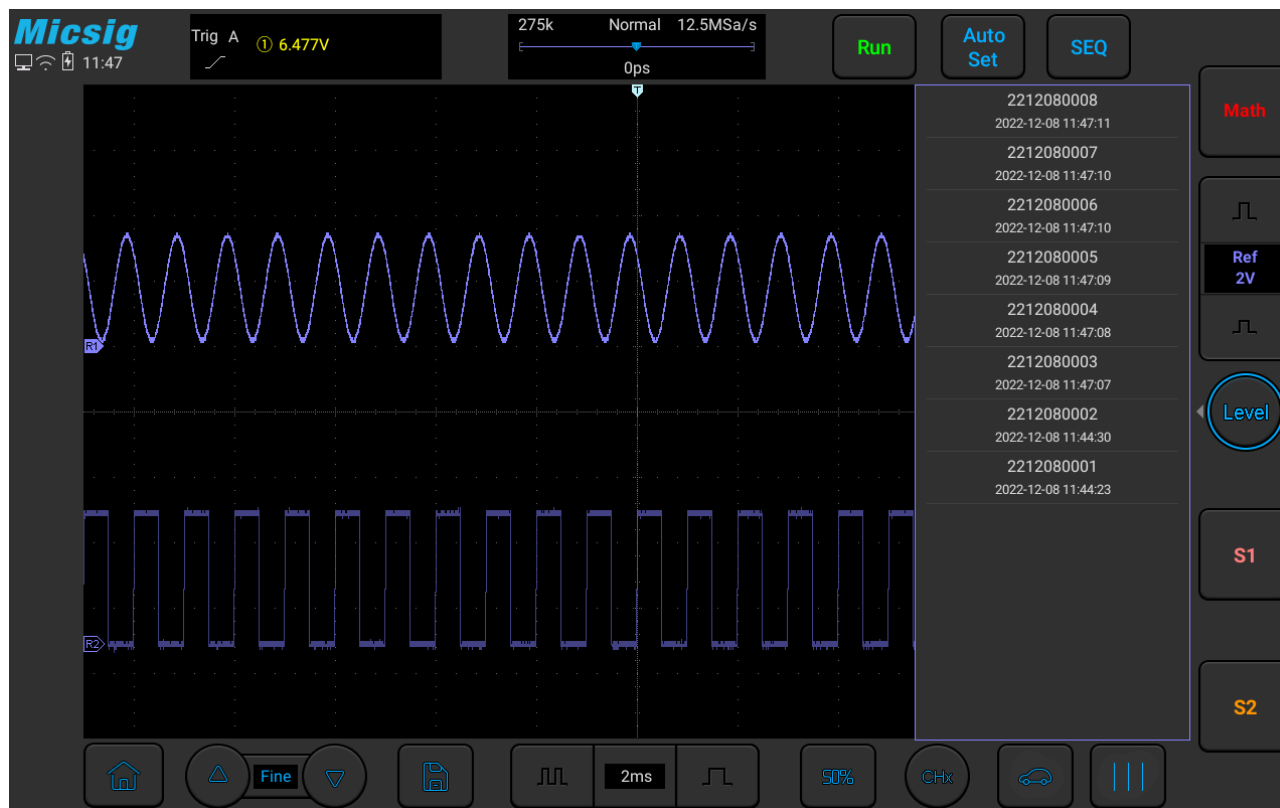 Micsig
11:47
Trig A ① 6.477V
275k Normal 12.5MSa/s
0ps
Run
Auto
Set
SEQ
T
2212080008
2022-12-08 11:47:11
2212080007
2022-12-08 11:47:10
2212080006
2022-12-08 11:47:10
2212080005
2022-12-08 11:47:09
2212080004
2022-12-08 11:47:08
2212080003
2022-12-08 11:47:07
2212080002
2022-12-08 11:44:30
2212080001
2022-12-08 11:44:23
Math
Ref
2V
Level
S1
S2
R1
R2
Fine
2ms
50%
CHx